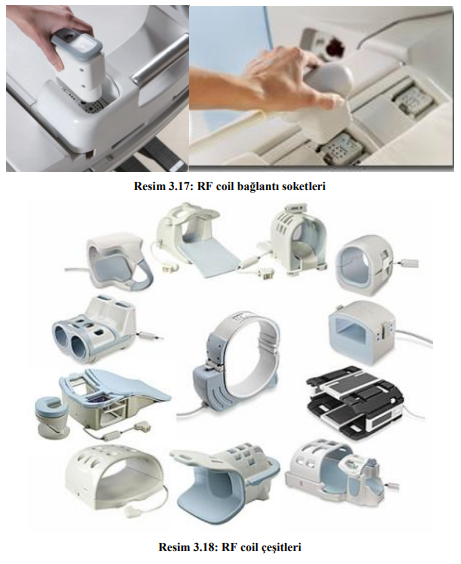 Resim 3.17: RF coil bağlantı soketleri
Resim 3.18: RF coil çeşitleri